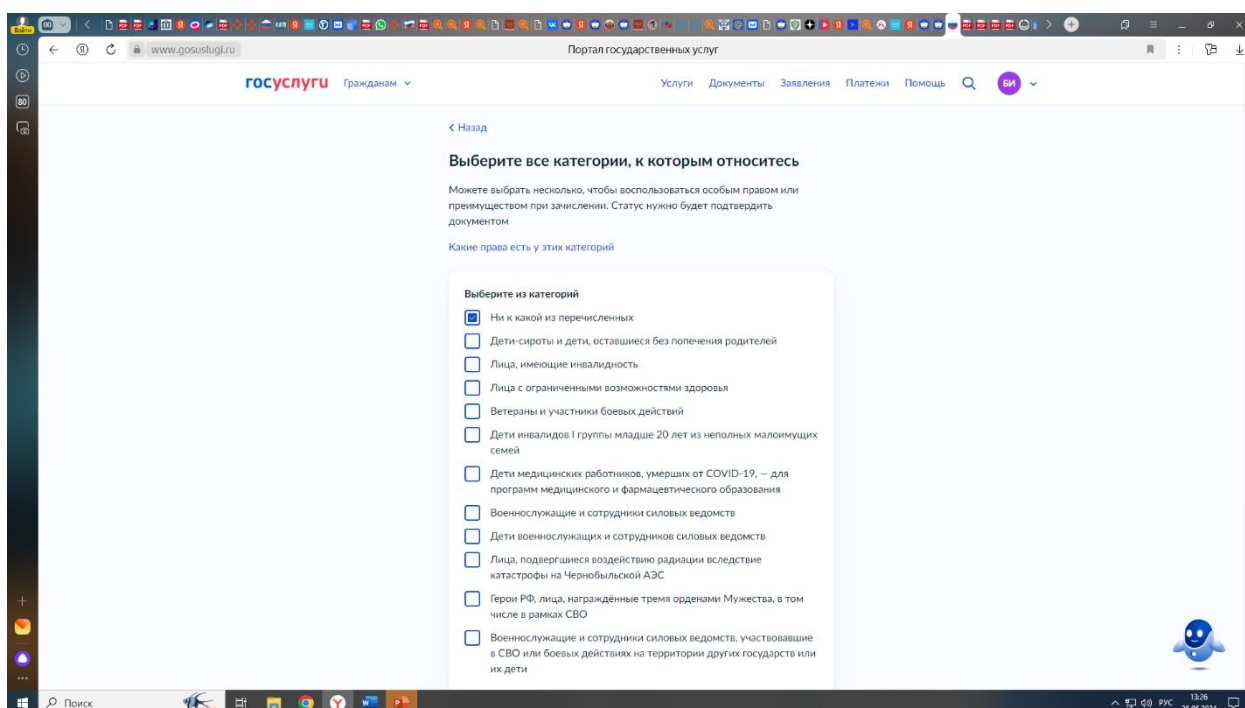 Войти
80
www.gosuslugi.ru
Портал государственных услуг
80
госуслуги Гражданам
Услуги Документы Заявления Платежи Помощь
БИ
Назад
Выберите все категории, к которым относитесь
Можете выбрать несколько, чтобы воспользоваться особым правом или
преимуществом при зачислении. Статус нужно будет подтвердить
документом
Какие права есть у этих категорий
Выберите из категорий
Ни к какой из перечисленных
Дети-сироты и дети, оставшиеся без попечения родителей
Лица, имеющие инвалидность
Лица с ограниченными возможностями здоровья
Ветераны и участники боевых действий
Дети инвалидов I группы младше 20 лет из неполных малоимущих
семей
Дети медицинских работников, умерших от COVID-19, — для
программ медицинского и фармацевтического образования
Военнослужащие и сотрудники силовых ведомств
Дети военнослужащих и сотрудников силовых ведомств
Лица, подвергшиеся воздействию радиации вследствие
катастрофы на Чернобыльской АЭС
Герои РФ, лица, награждённые тремя орденами Мужества, в том
числе в рамках СВО
Военнослужащие и сотрудники силовых ведомств, участвовавшие
в СВО или боевых действиях на территории других государств или
их дети
Поиск
РУС
13:26